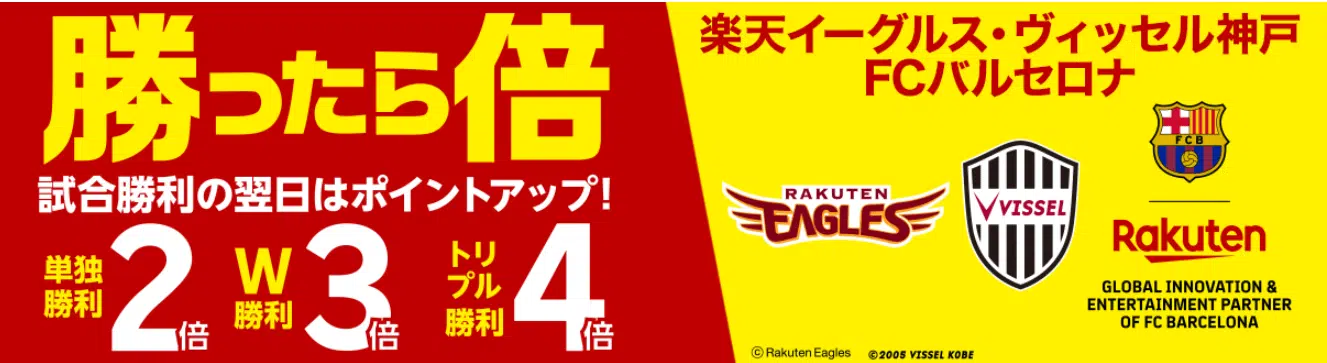 勝ったら倍
試合勝利の翌日はポイントアップ!
単独
勝利
2倍
W
勝利
3倍
トリ
プル
勝利
4倍
楽天イーグルス・ヴィッセル神戸
FCバルセロナ
RAKUTEN
EAGLES
VISSEL
FCB
Rakuten
GLOBAL INNOVATION &
ENTERTAINMENT PARTNER
OF FC BARCELONA
© Rakuten Eagles
©2005 VISSEL KOBE